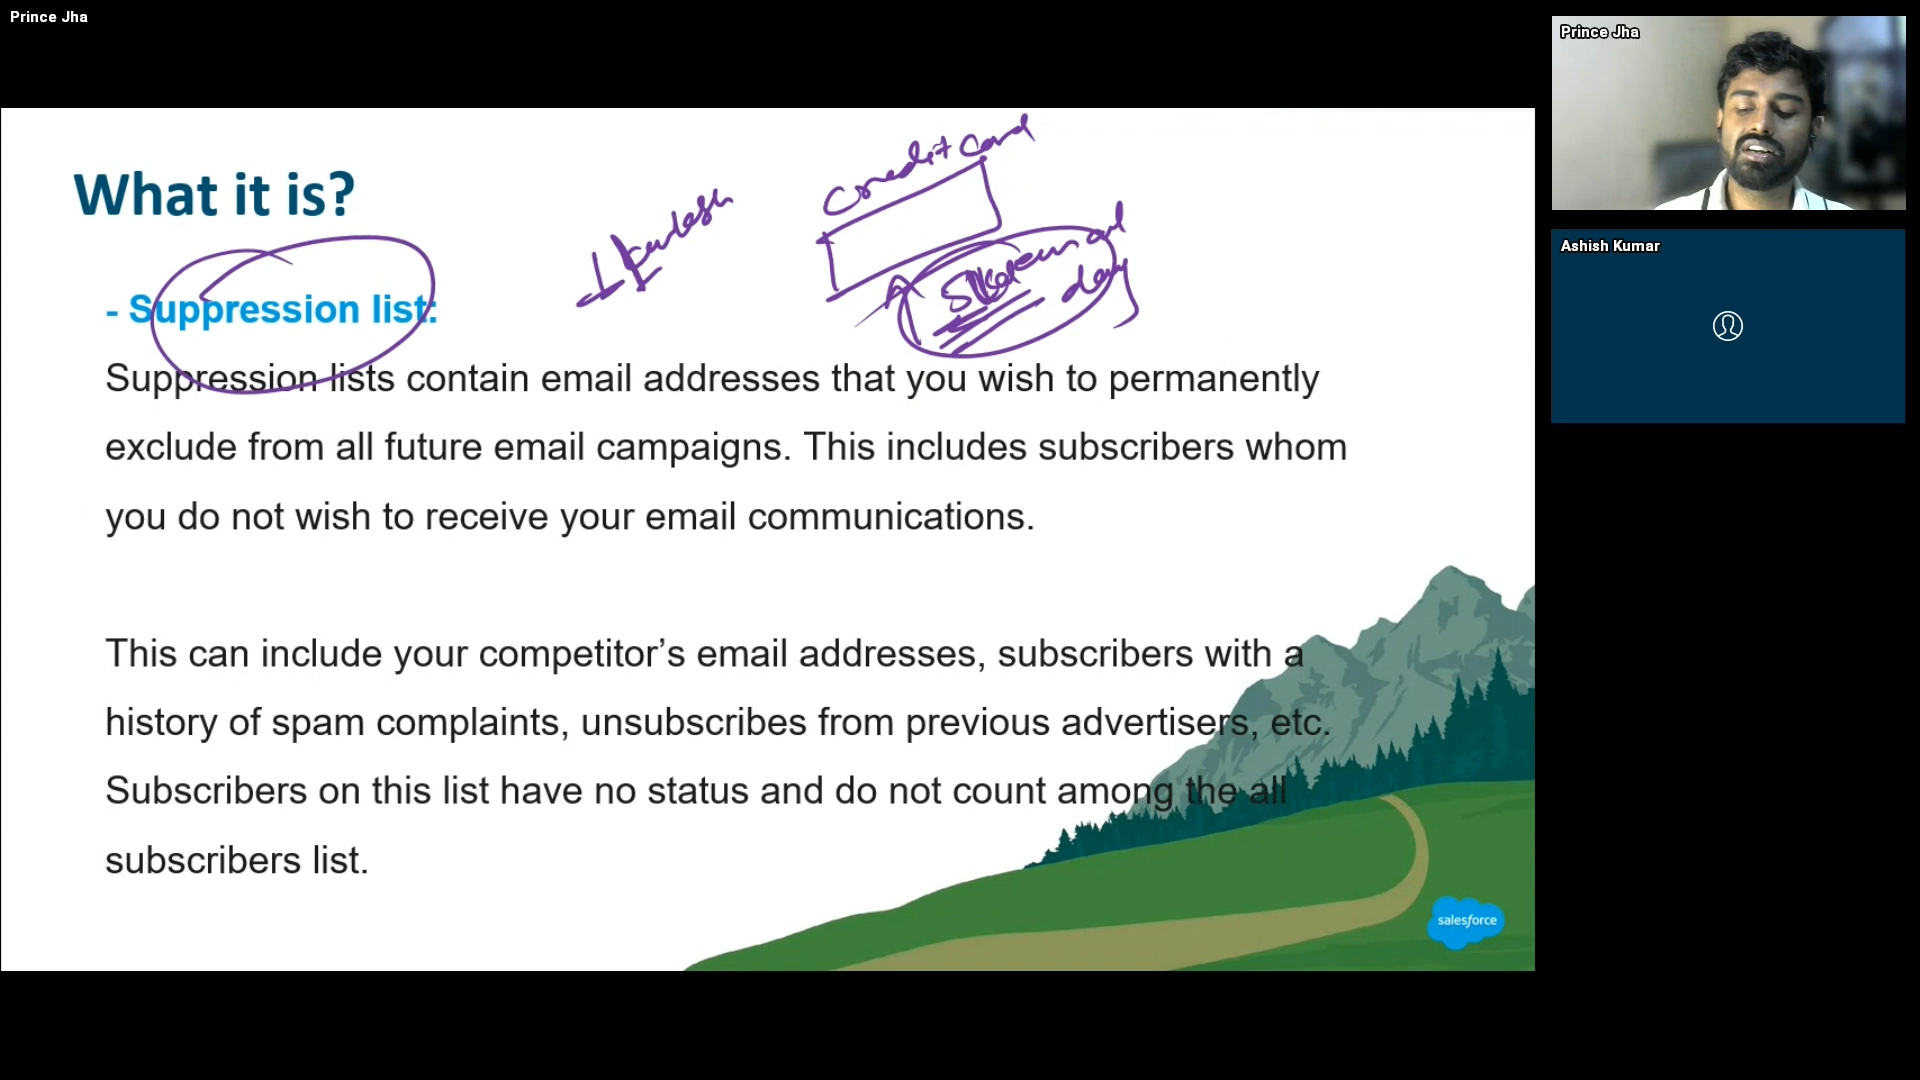 Prince Jha
Prince Jha
Ashish Kumar
What it is?
Credit Card
- Suppression list:
day
Suppression lists contain email addresses that you wish to permanently
exclude from all future email campaigns. This includes subscribers whom
you do not wish to receive your email communications.
This can include your competitor’s email addresses, subscribers with a
history of spam complaints, unsubscribes from previous advertisers, etc.
Subscribers on this list have no status and do not count among the all
subscribers list.
salesforce